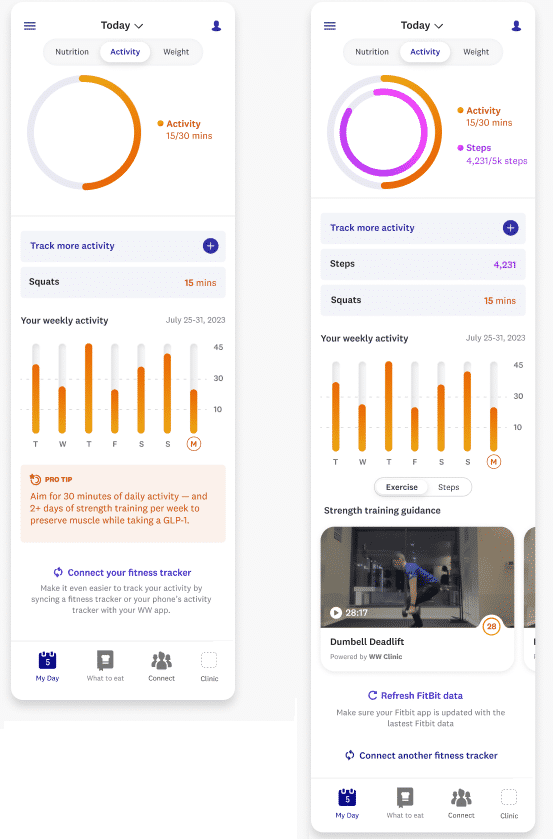 Today
Nutrition
Activity
Weight
Activity
15/30 mins
Track more activity
Squats
15 mins
Your weekly activity
July 25-31, 2023
45
30
10
T
W
T
F
S
S
M
PRO TIP
Aim for 30 minutes of daily activity — and
2+ days of strength training per week to
preserve muscle while taking a GLP-1.
Connect your fitness tracker
Make it even easier to track your activity by
syncing a fitness tracker or your phone's activity
tracker with your WW app.
5
My Day
What to eat
Connect
Clinic
Today
Nutrition
Activity
Weight
Activity
15/30 mins
Steps
4,231/5k steps
Track more activity
Steps
4,231
Squats
15 mins
Your weekly activity
July 25-31, 2023
45
30
10
T
W
T
F
S
S
M
Exercise
Steps
Strength training guidance
28:17
28
Dumbell Deadlift
Powered by WW Clinic
Refresh FitBit data
Make sure your Fitbit app is updated with the
lastest Fitbit data
Connect another fitness tracker
5
My Day
What to eat
Connect
Clinic